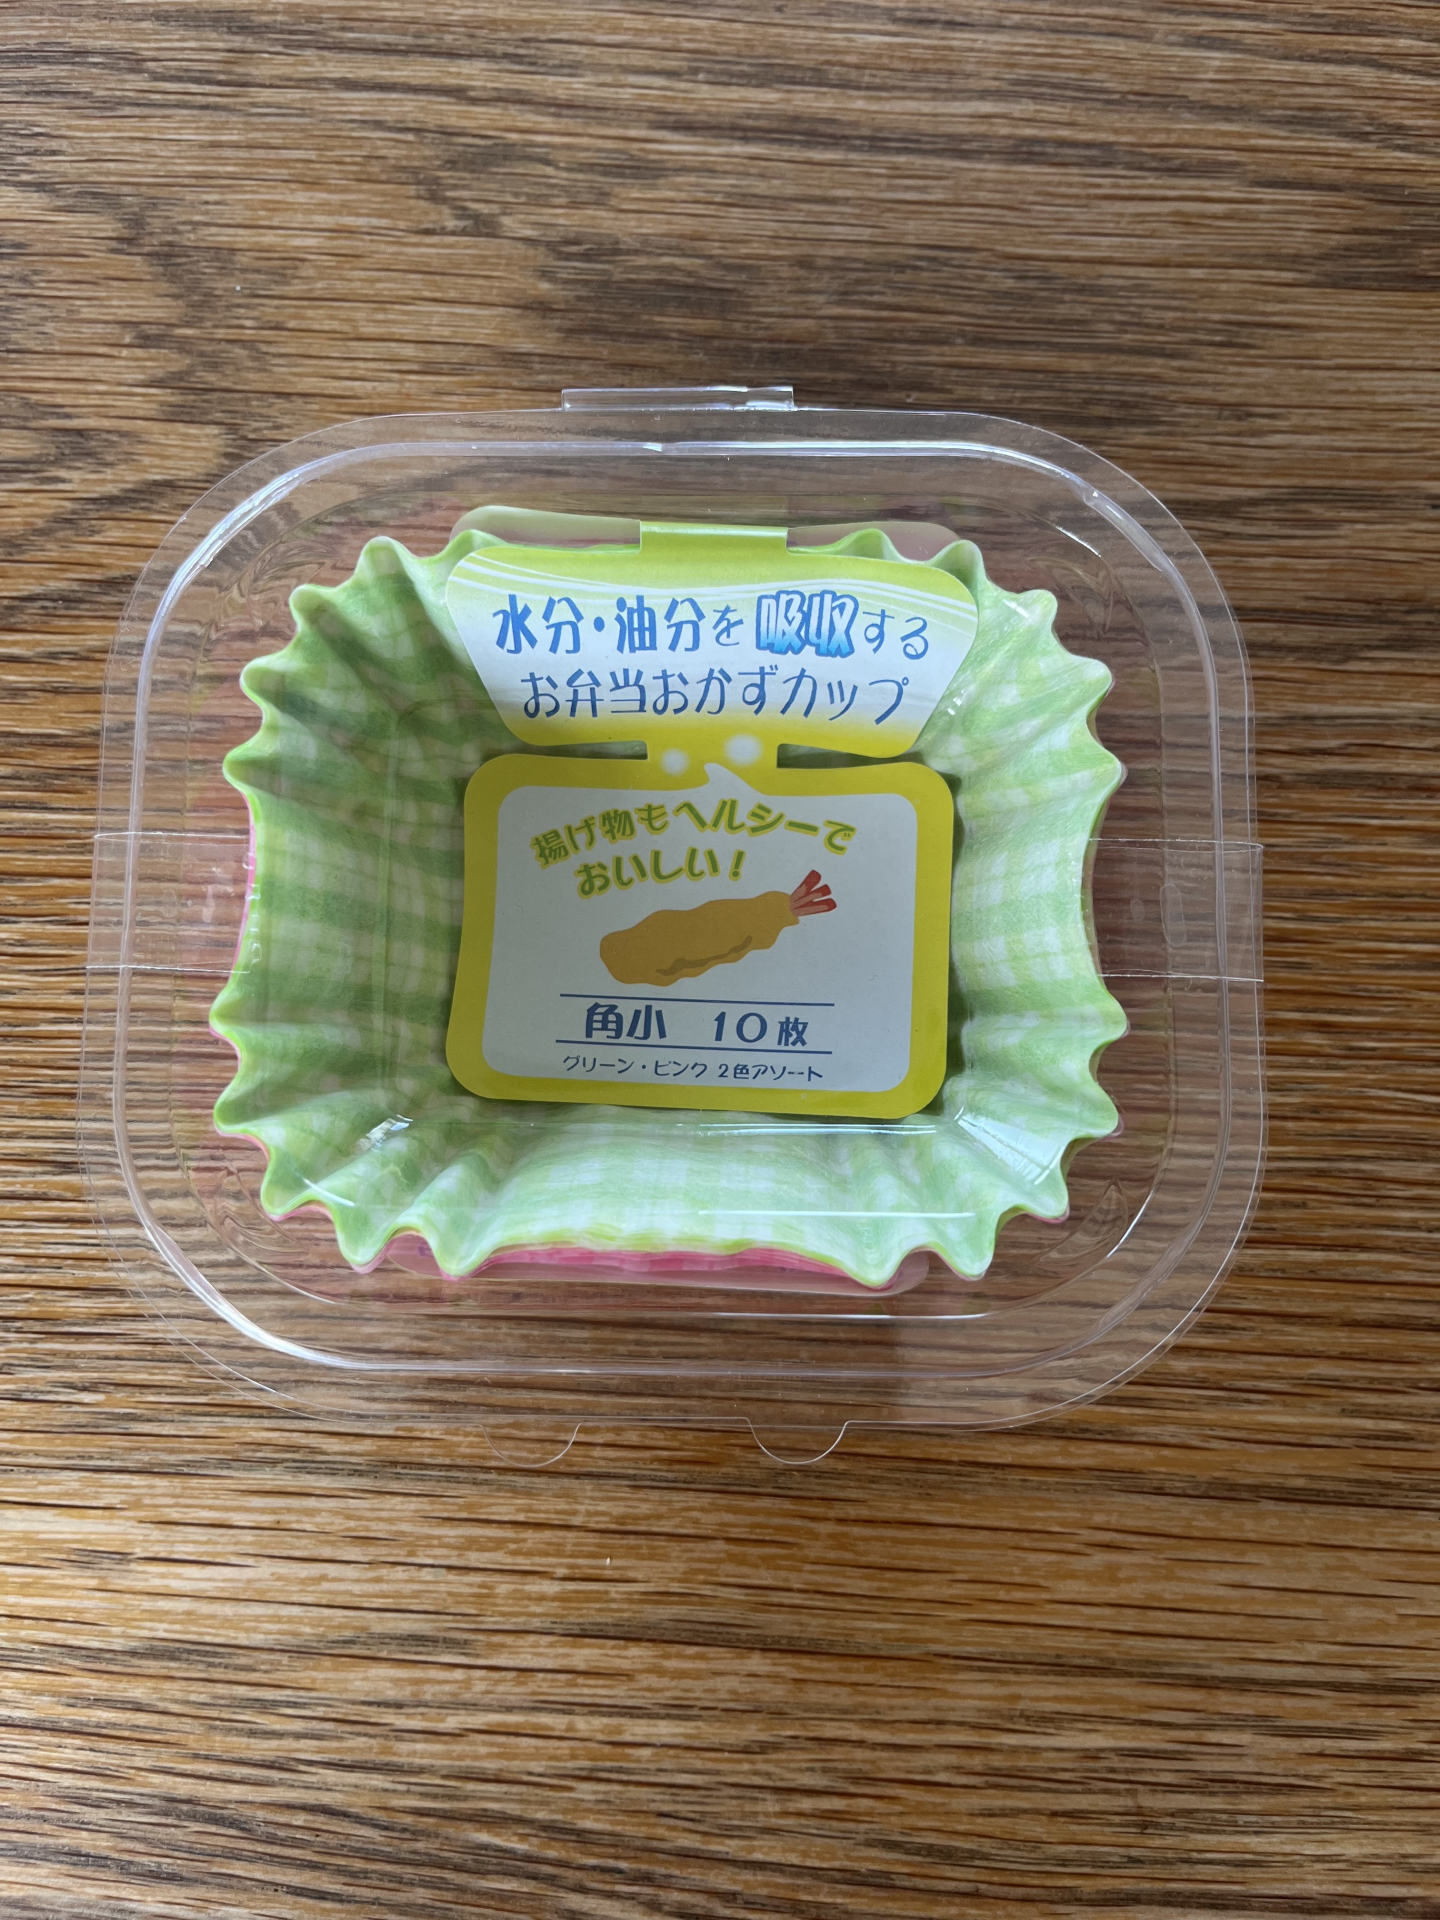 水分・油分を吸収する
お弁当おかずカップ
揚げ物もヘルシーで
おいしい!
角小 10枚
グリーン・ピンク 2色アソート